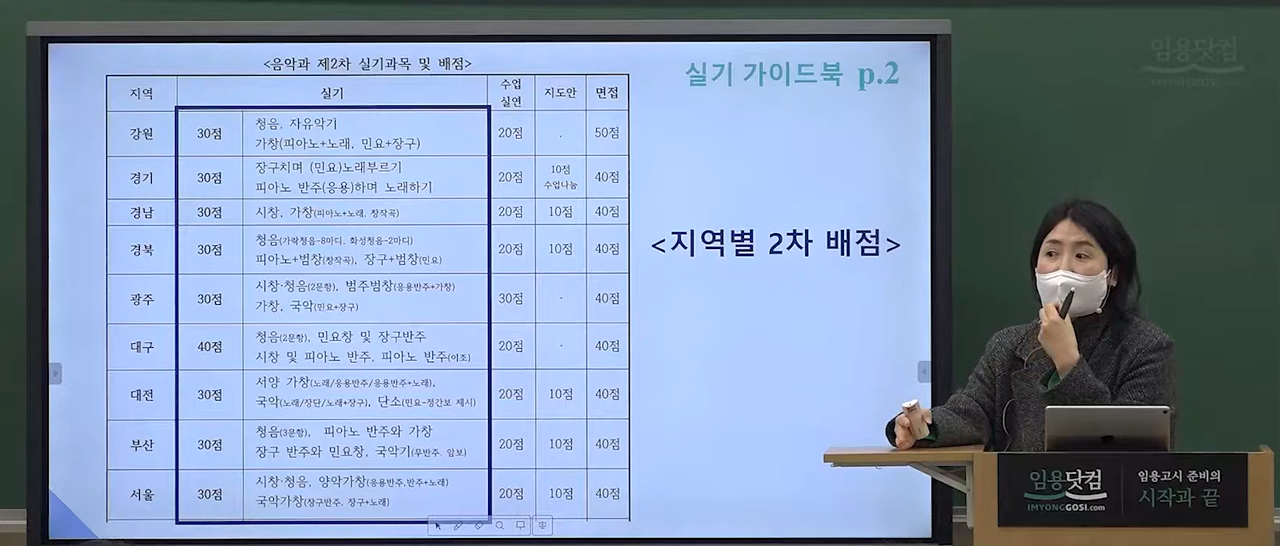 <음악과 제2차 실기과목 및 배점>
지역 실기 수업실연 지도안 면접
강원 30점 청음, 자유악기 20점 . 50점
가창(피아노+노래, 민요+장구)
경기 30점 장구치며 (민요)노래부르기 20점 10점 수업나눔 40점
피아노 반주(응용)하며 노래하기
경남 30점 시창, 가창(피아노+노래, 창작곡) 20점 10점 40점
경북 30점 청음(가락청음-8마디, 화성청음-2마디) 20점 10점 40점
피아노+범창(창작곡), 장구+범창(민요)
광주 30점 시창·청음(2문항), 범주범창(응용반주+가창) 30점 . 40점
가창, 국악(민요+장구)
대구 40점 청음(2문항), 민요창 및 장구반주 20점 . 40점
시창 및 피아노 반주, 피아노 반주(이조)
대전 30점 서양 가창(노래/응용반주/응용반주+노래), 20점 10점 40점
국악(노래/장단/노래+장구), 단소(민요-정간보 제시)
부산 30점 청음(3문항), 피아노 반주와 가창 20점 10점 40점
장구 반주와 민요창, 국악기(무반주, 암보)
서울 30점 시창·청음, 양악가창(응용반주,반주+노래) 20점 10점 40점
국악가창(장구반주, 장구+노래)
실기 가이드북 p.2
<지역별 2차 배점>
임용닷컴
IMYONGGOSI.com
임용닷컴
IMYONGGOSI.com
임용고시 준비의
시작과 끝